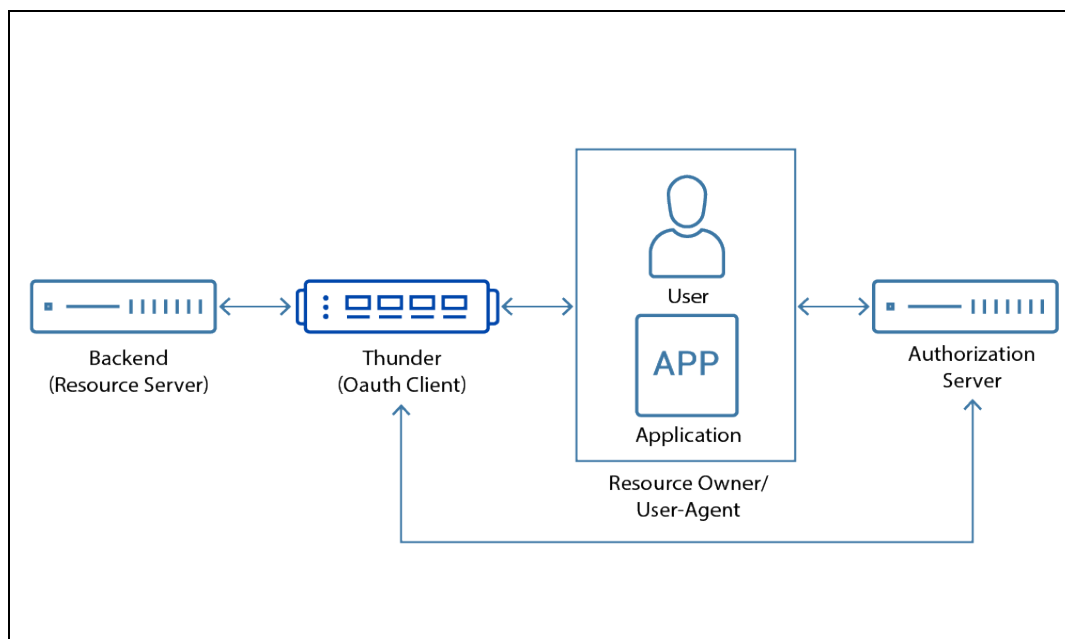 User
APP
Application
Backend
(Resource Server)
Thunder
(Oauth Client)
Authorization
Server
Resource Owner/
User-Agent